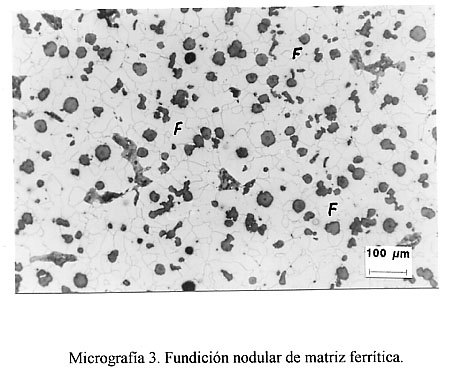 F
F
F
100 µm
Micrografía 3. Fundición nodular de matriz ferrítica.